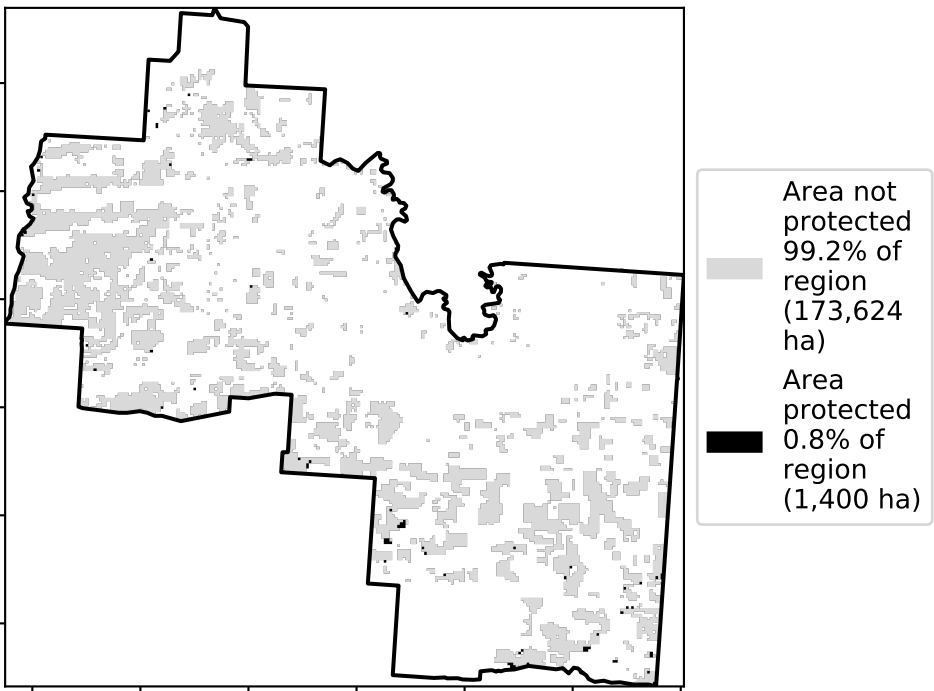 Area not
protected
99.2% of
region
(173,624
ha)
Area
protected
0.8% of
region
(1,400 ha)